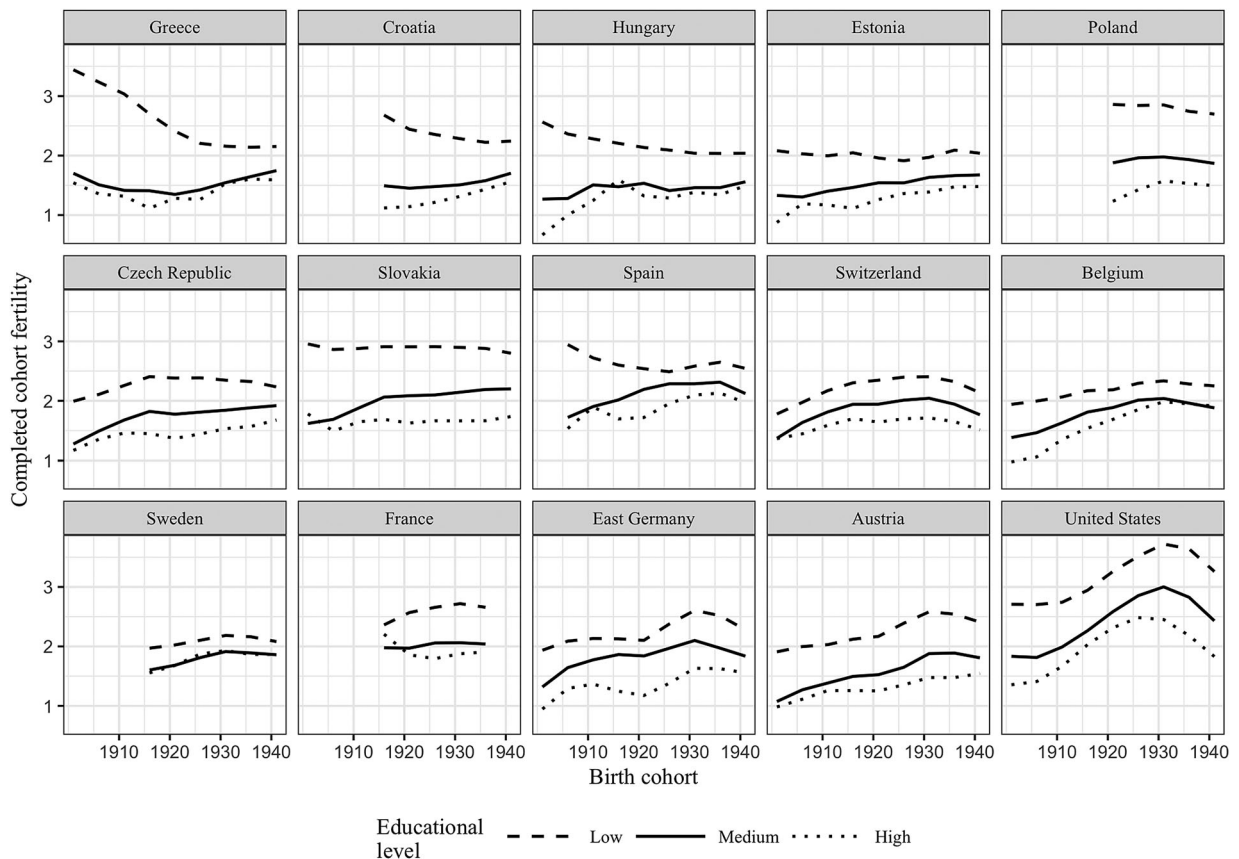 Greece Croatia Hungary Estonia Poland
3
2
1
Czech Republic Slovakia Spain Switzerland Belgium
3
2
1
Sweden France East Germany Austria United States
3
2
1
1910 1920 1930 1940 1910 1920 1930 1940 1910 1920 1930 1940 1910 1920 1930 1940 1910 1920 1930 1940
Completed cohort fertility
Birth cohort
Educational
level
Low Medium High